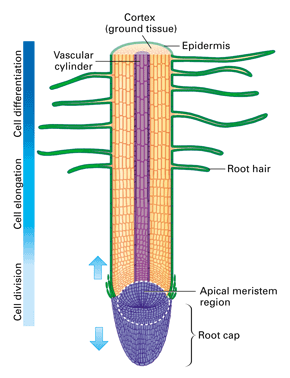 Cortex
(ground tissue)
Epidermis
Vascular
cylinder
Cell differentiation
Root hair
Cell elongation
Apical meristem
region
Cell division
Root cap